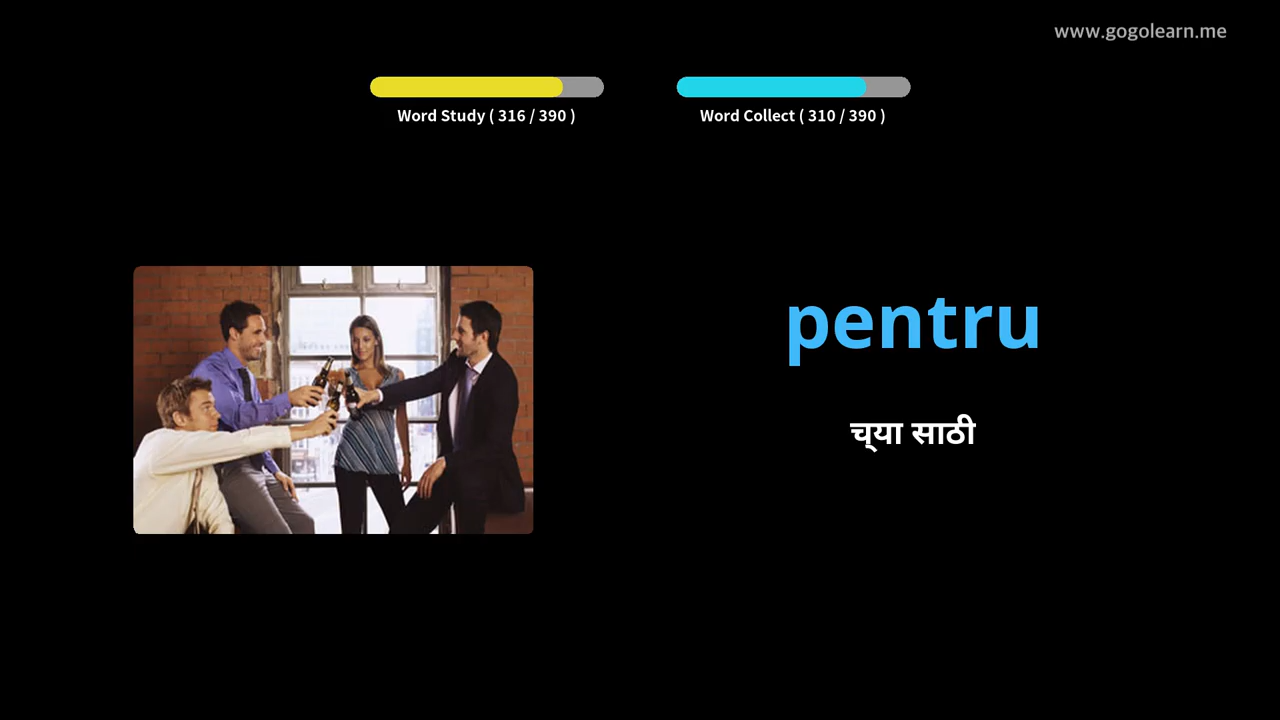 www.gogolearn.me
Word Study ( 316 / 390 )
Word Collect ( 310 / 390 )
pentru
च्या साठी